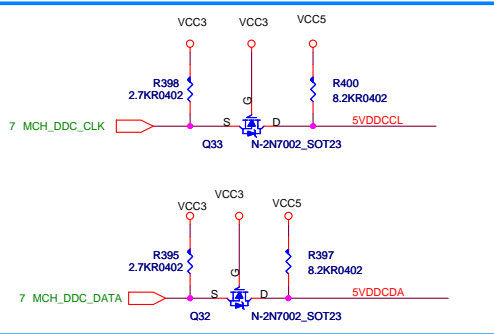 VCC3 VCC3 VCC5
R398 R400
2.7KR0402 8.2KR0402
G
7 MCH_DDC_CLK S D 5VDDCCL
Q33 N-2N7002_SOT23
VCC3 VCC3 VCC5
R395 R397
2.7KR0402 8.2KR0402
G
7 MCH_DDC_DATA S D 5VDDCDA
Q32 N-2N7002_SOT23